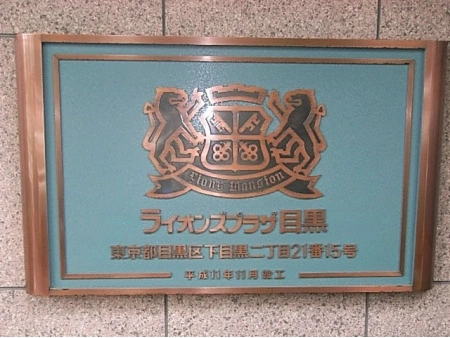 Lions Mansion
ライオンズプラザ目黒
東京都目黒区下目黒二丁目21番15号
平成11年11月竣工